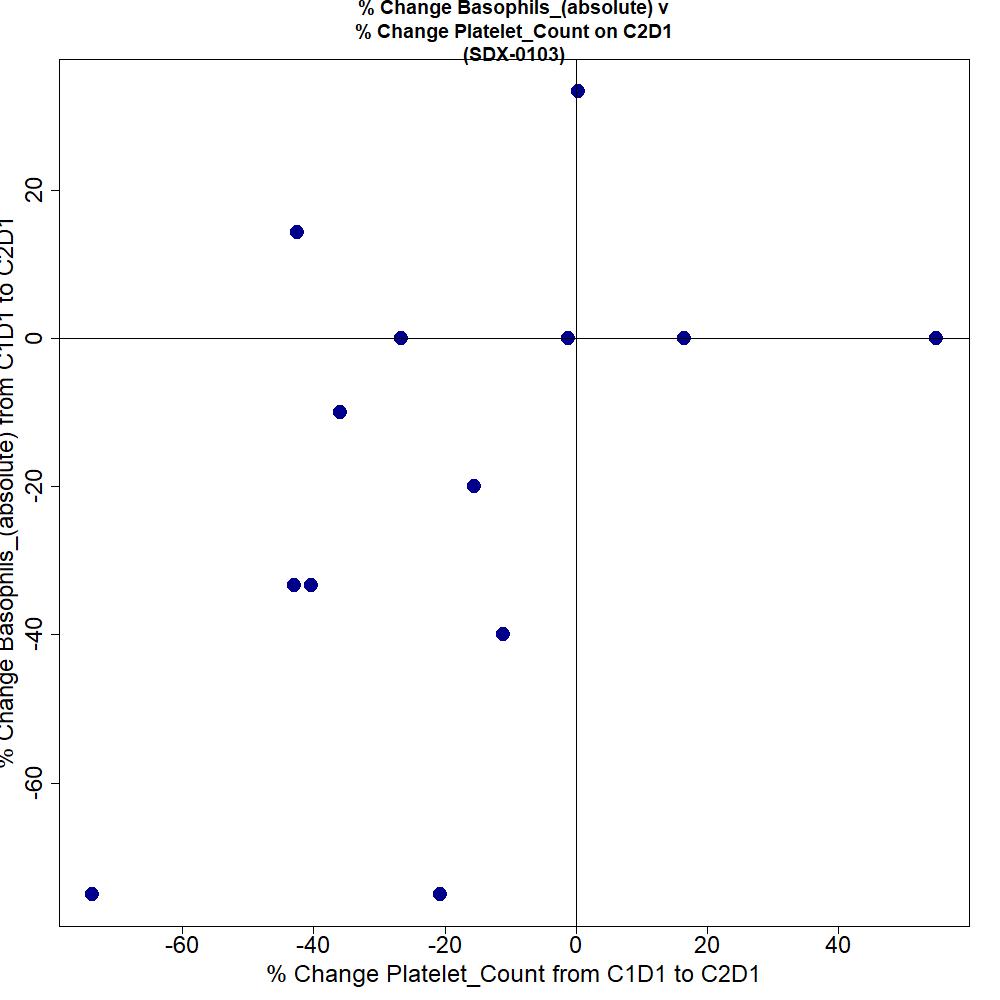 % Change Basophils_(absolute) v
% Change Platelet_Count on C2D1
(SDX-0103)
% Change Basophils_(absolute) from C1D1 to C2D1
20
0
-20
-40
-60
-60
-40
-20
0
20
40
% Change Platelet_Count from C1D1 to C2D1